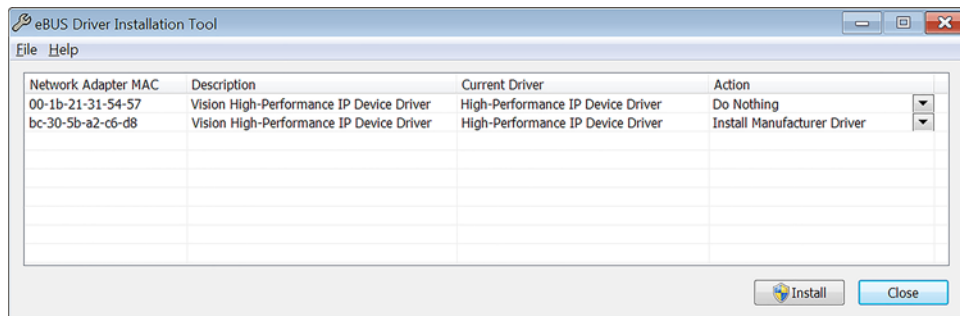 eBUS Driver Installation Tool
File Help
Network Adapter MAC Description Current Driver Action
00-1b-21-31-54-57 Vision High-Performance IP Device Driver High-Performance IP Device Driver Do Nothing
bc-30-5b-a2-c6-d8 Vision High-Performance IP Device Driver High-Performance IP Device Driver Install Manufacturer Driver
Install Close